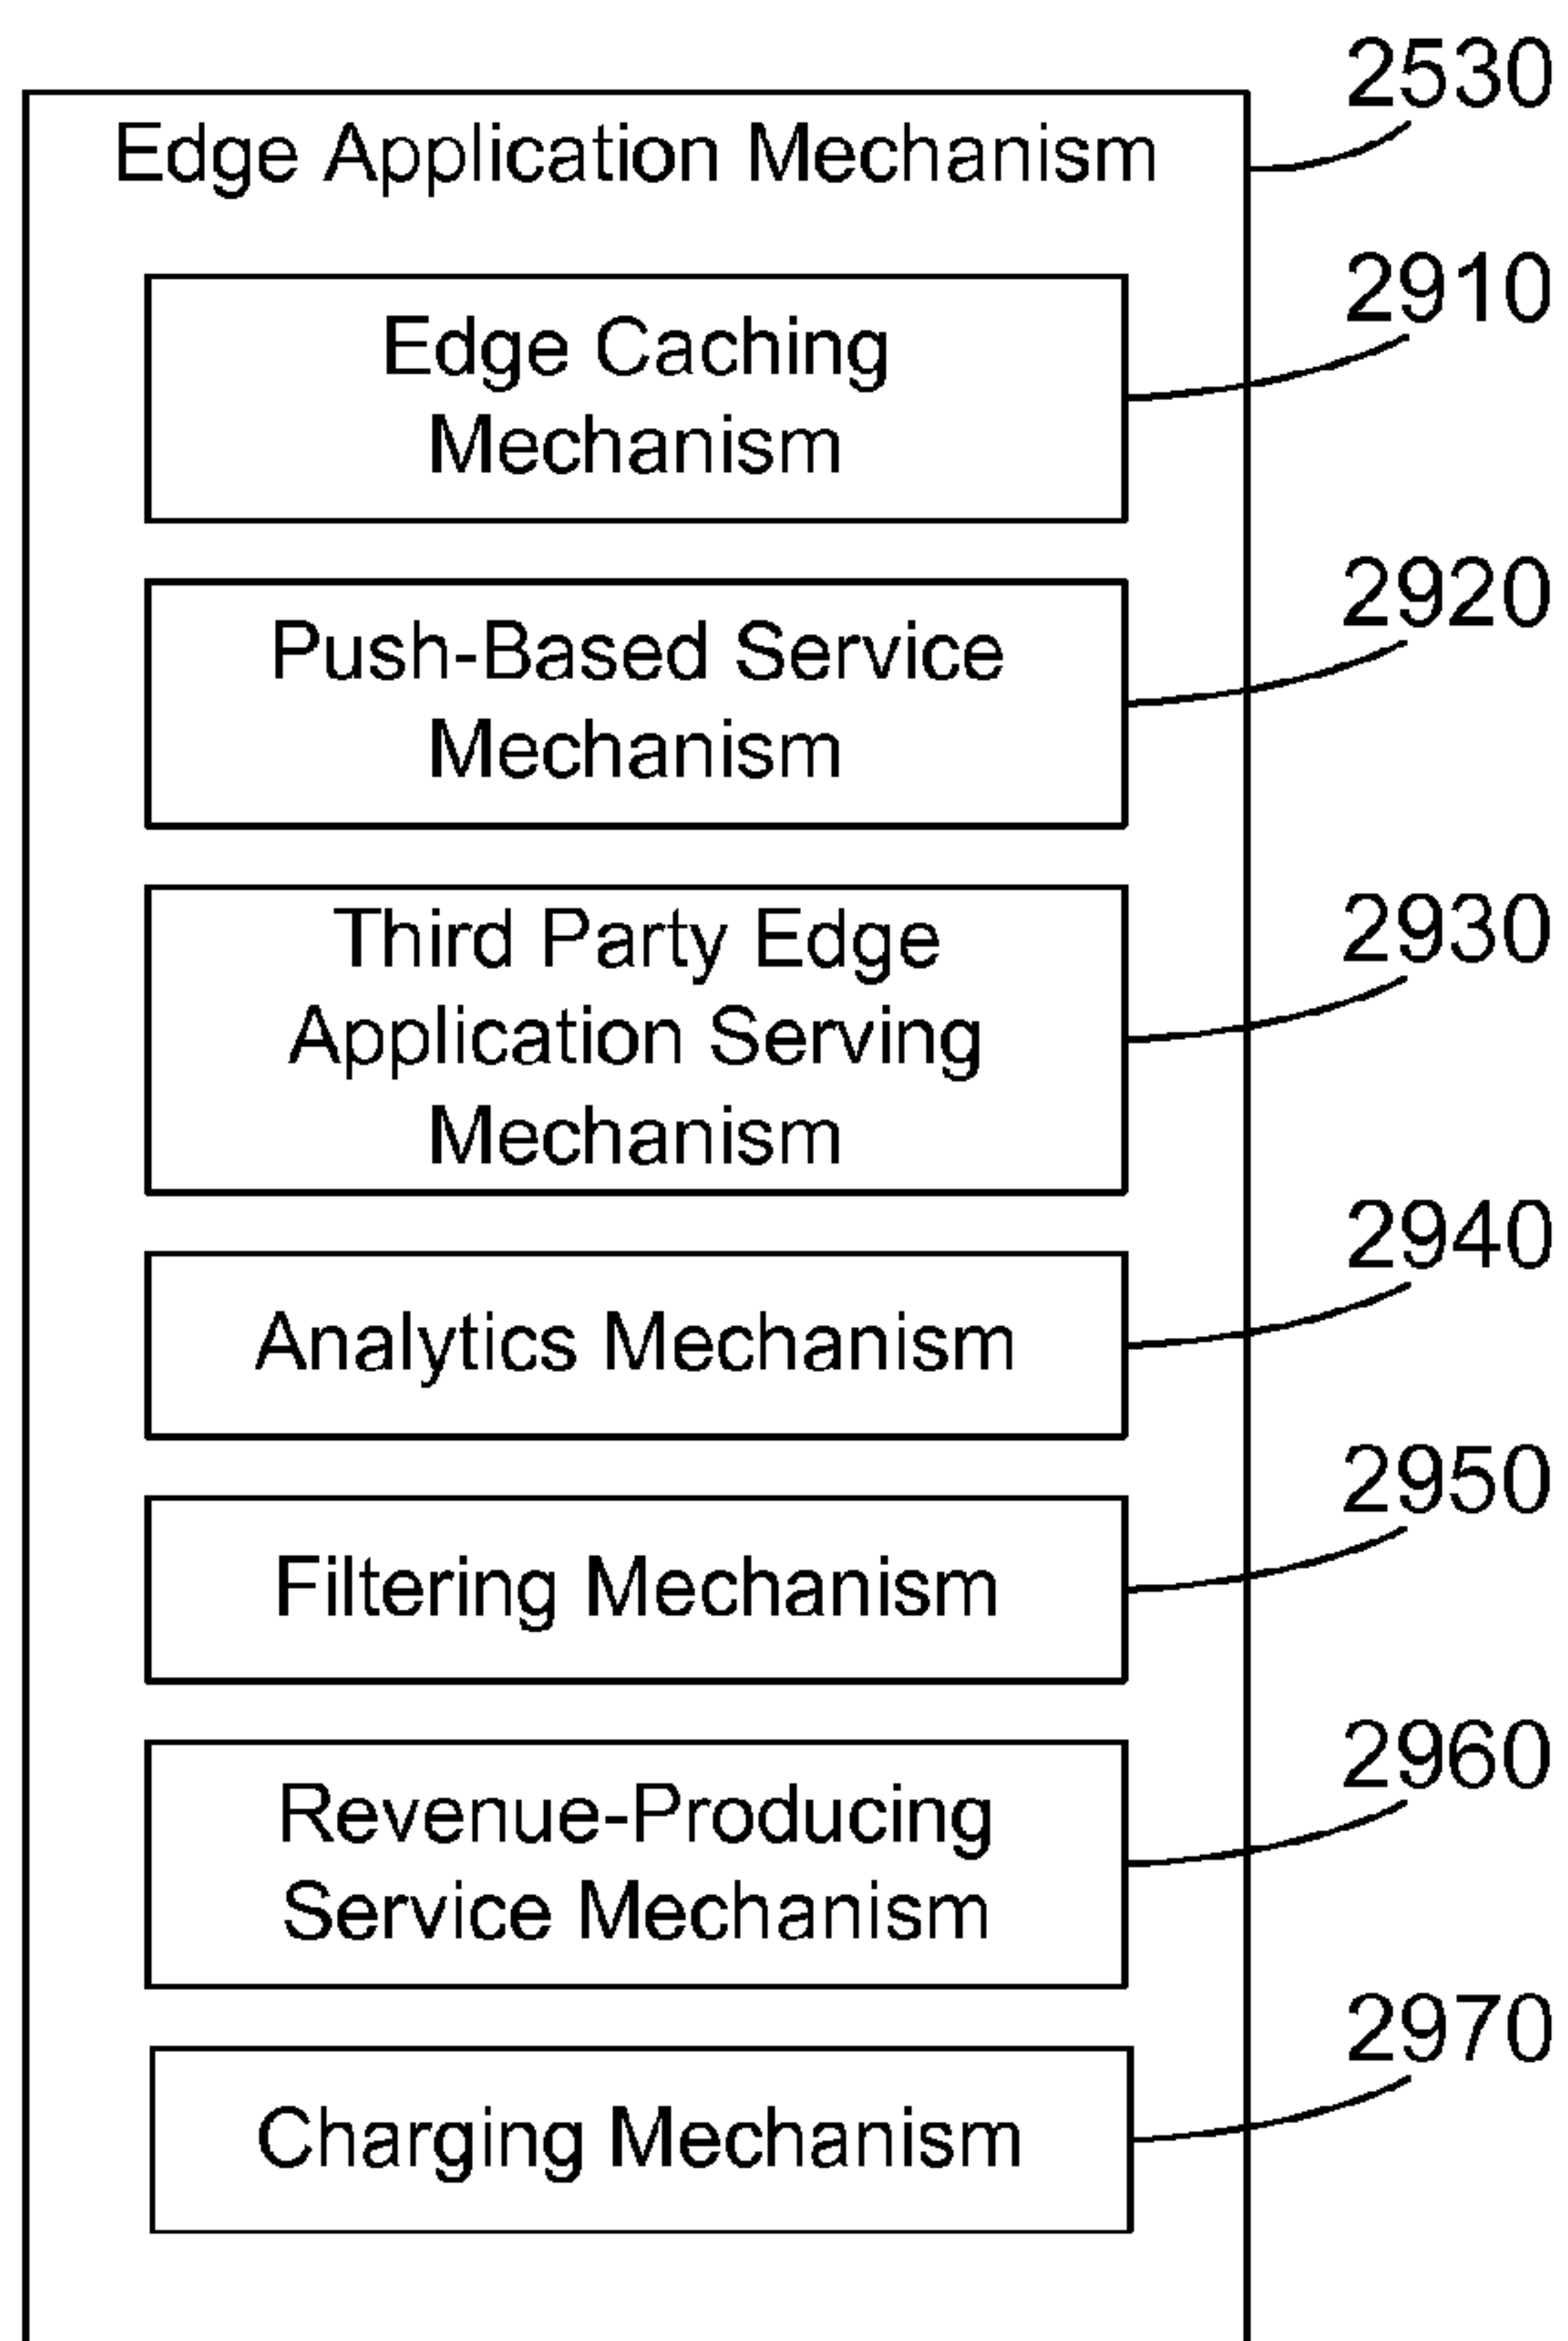 2530
Edge Application Mechanism
2910
Edge Caching
Mechanism
2920
Push-Based Service
Mechanism
2930
Third Party Edge
Application Serving
Mechanism
2940
Analytics Mechanism
2950
Filtering Mechanism
2960
Revenue-Producing
Service Mechanism
2970
Charging Mechanism